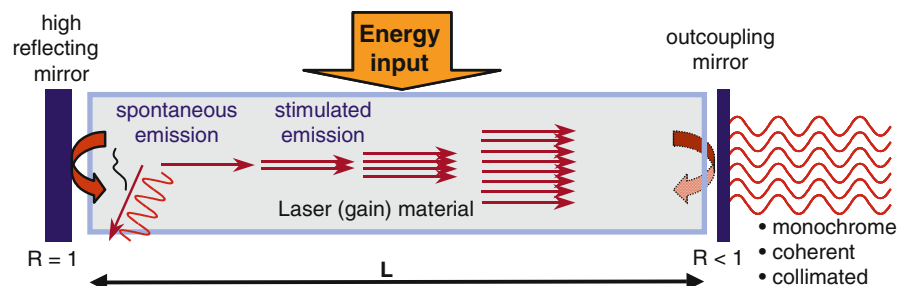 high
reflecting
mirror
Energy
input
outcoupling
mirror
spontaneous
emission
stimulated
emission
Laser (gain) material
R = 1
L
R < 1
• monochrome
• coherent
• collimated